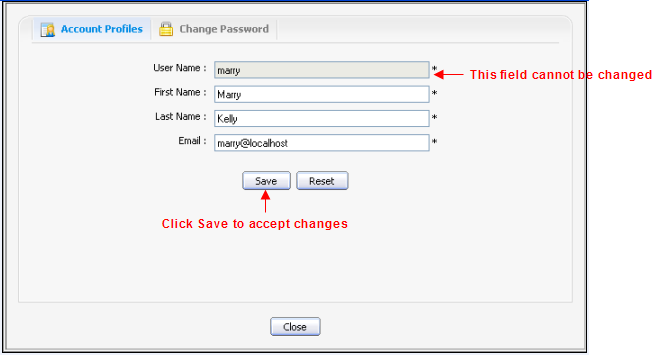 Account Profiles Change Password
User Name : marry * This field cannot be changed
First Name : Marry *
Last Name : Kelly *
Email : marry@localhost *
Save Reset
Click Save to accept changes
Close